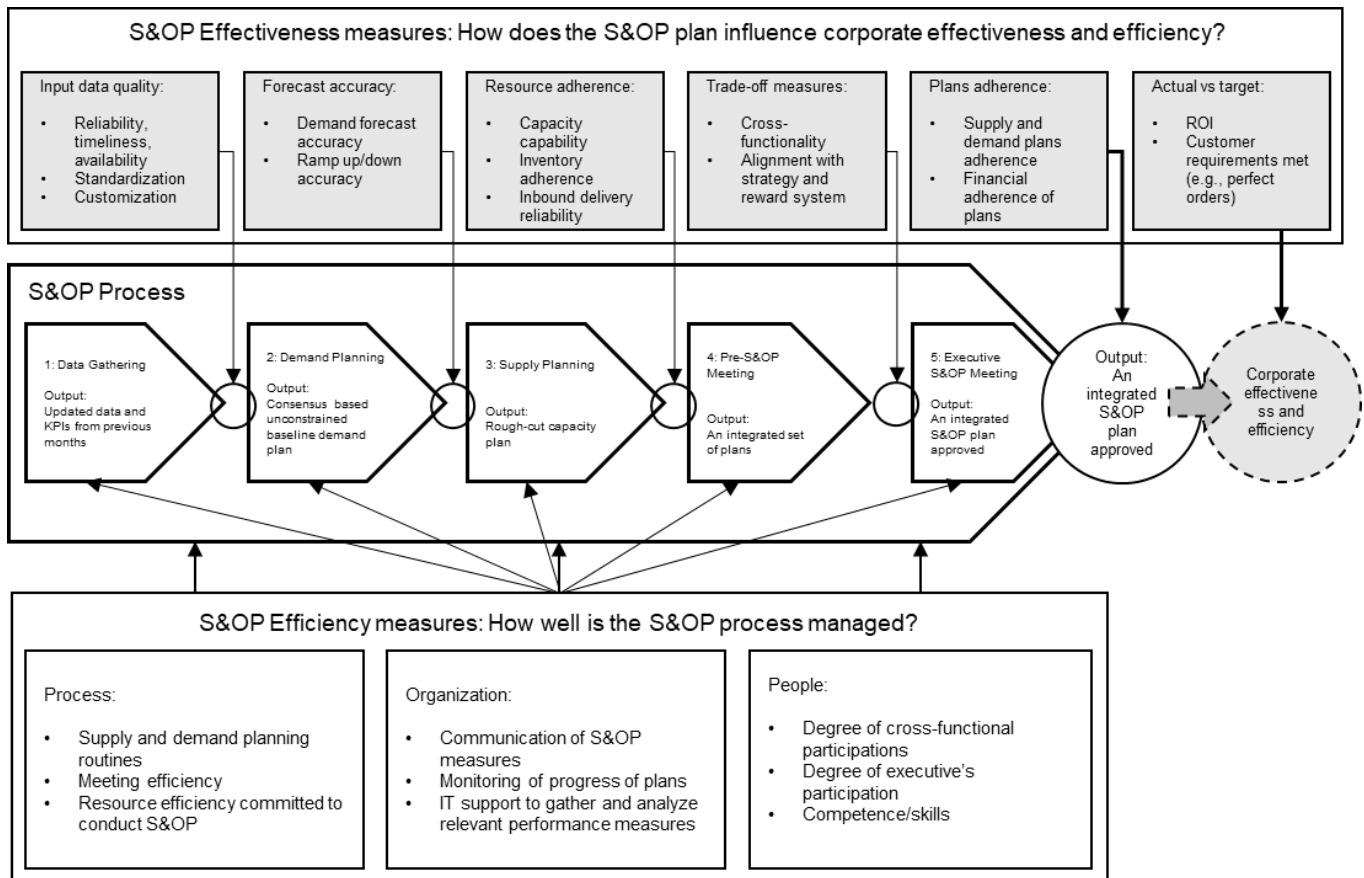 S&OP Effectiveness measures: How does the S&OP plan influence corporate effectiveness and efficiency?
Input data quality:
• Reliability,
timeliness,
availability
• Standardization
• Customization
Forecast accuracy:
• Demand forecast
accuracy
• Ramp up/down
accuracy
Resource adherence:
• Capacity
capability
• Inventory
adherence
• Inbound delivery
reliability
Trade-off measures:
• Cross-
functionality
• Alignment with
strategy and
reward system
Plans adherence:
• Supply and
demand plans
adherence
• Financial
adherence of
plans
Actual vs target:
• ROI
• Customer
requirements met
(e.g., perfect
orders)
S&OP Process
1: Data Gathering
Output:
Updated data and
KPIs from previous
months
2: Demand Planning
Output:
Consensus based
unconstrained
baseline demand
plan
3: Supply Planning
Output:
Rough-cut capacity
plan
4: Pre-S&OP
Meeting
Output:
An integrated set
of plans
5: Executive
S&OP Meeting
Output:
An integrated
S&OP plan
approved
Output:
An
integrated
S&OP
plan
approved
Corporate
effectivene
ss and
efficiency
S&OP Efficiency measures: How well is the S&OP process managed?
Process:
• Supply and demand planning
routines
• Meeting efficiency
• Resource efficiency committed to
conduct S&OP
Organization:
• Communication of S&OP
measures
• Monitoring of progress of plans
• IT support to gather and analyze
relevant performance measures
People:
• Degree of cross-functional
participations
• Degree of executive's
participation
• Competence/skills